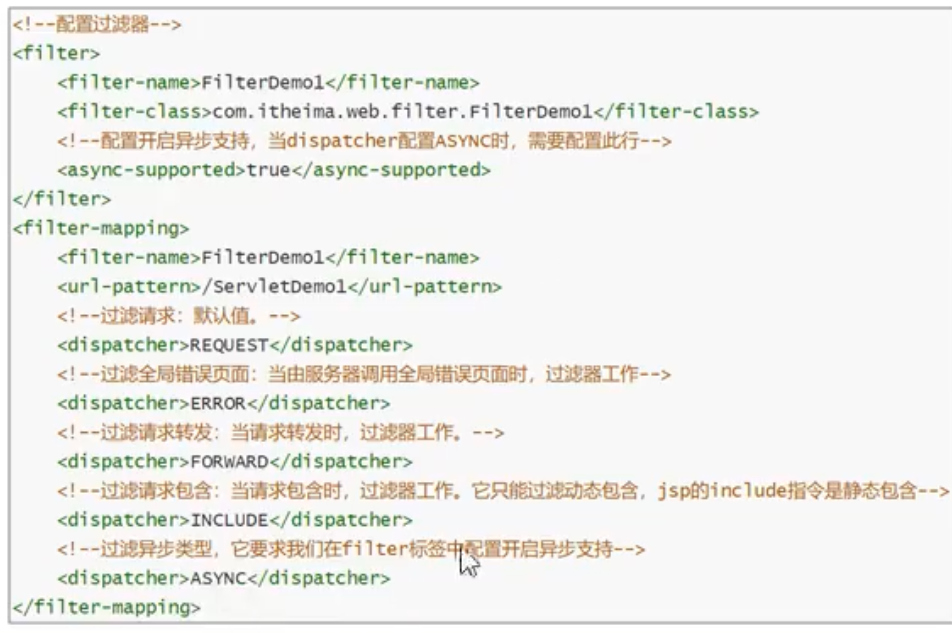 <!--配置过滤器-->
<filter>
    <filter-name>FilterDemo1</filter-name>
    <filter-class>com.itheima.web.filter.FilterDemo1</filter-class>
    <!--配置开启异步支持，当dispatcher配置ASYNC时，需要配置此行-->
    <async-supported>true</async-supported>
</filter>
<filter-mapping>
    <filter-name>FilterDemo1</filter-name>
    <url-pattern>/ServletDemo1</url-pattern>
    <!--过滤请求：默认值。-->
    <dispatcher>REQUEST</dispatcher>
    <!--过滤全局错误页面：当由服务器调用全局错误页面时，过滤器工作-->
    <dispatcher>ERROR</dispatcher>
    <!--过滤请求转发：当请求转发时，过滤器工作。-->
    <dispatcher>FORWARD</dispatcher>
    <!--过滤请求包含：当请求包含时，过滤器工作。它只能过滤动态包含，jsp的include指令是静态包含-->
    <dispatcher>INCLUDE</dispatcher>
    <!--过滤异步类型，它要求我们在filter标签中配置开启异步支持-->
    <dispatcher>ASYNC</dispatcher>
</filter-mapping>